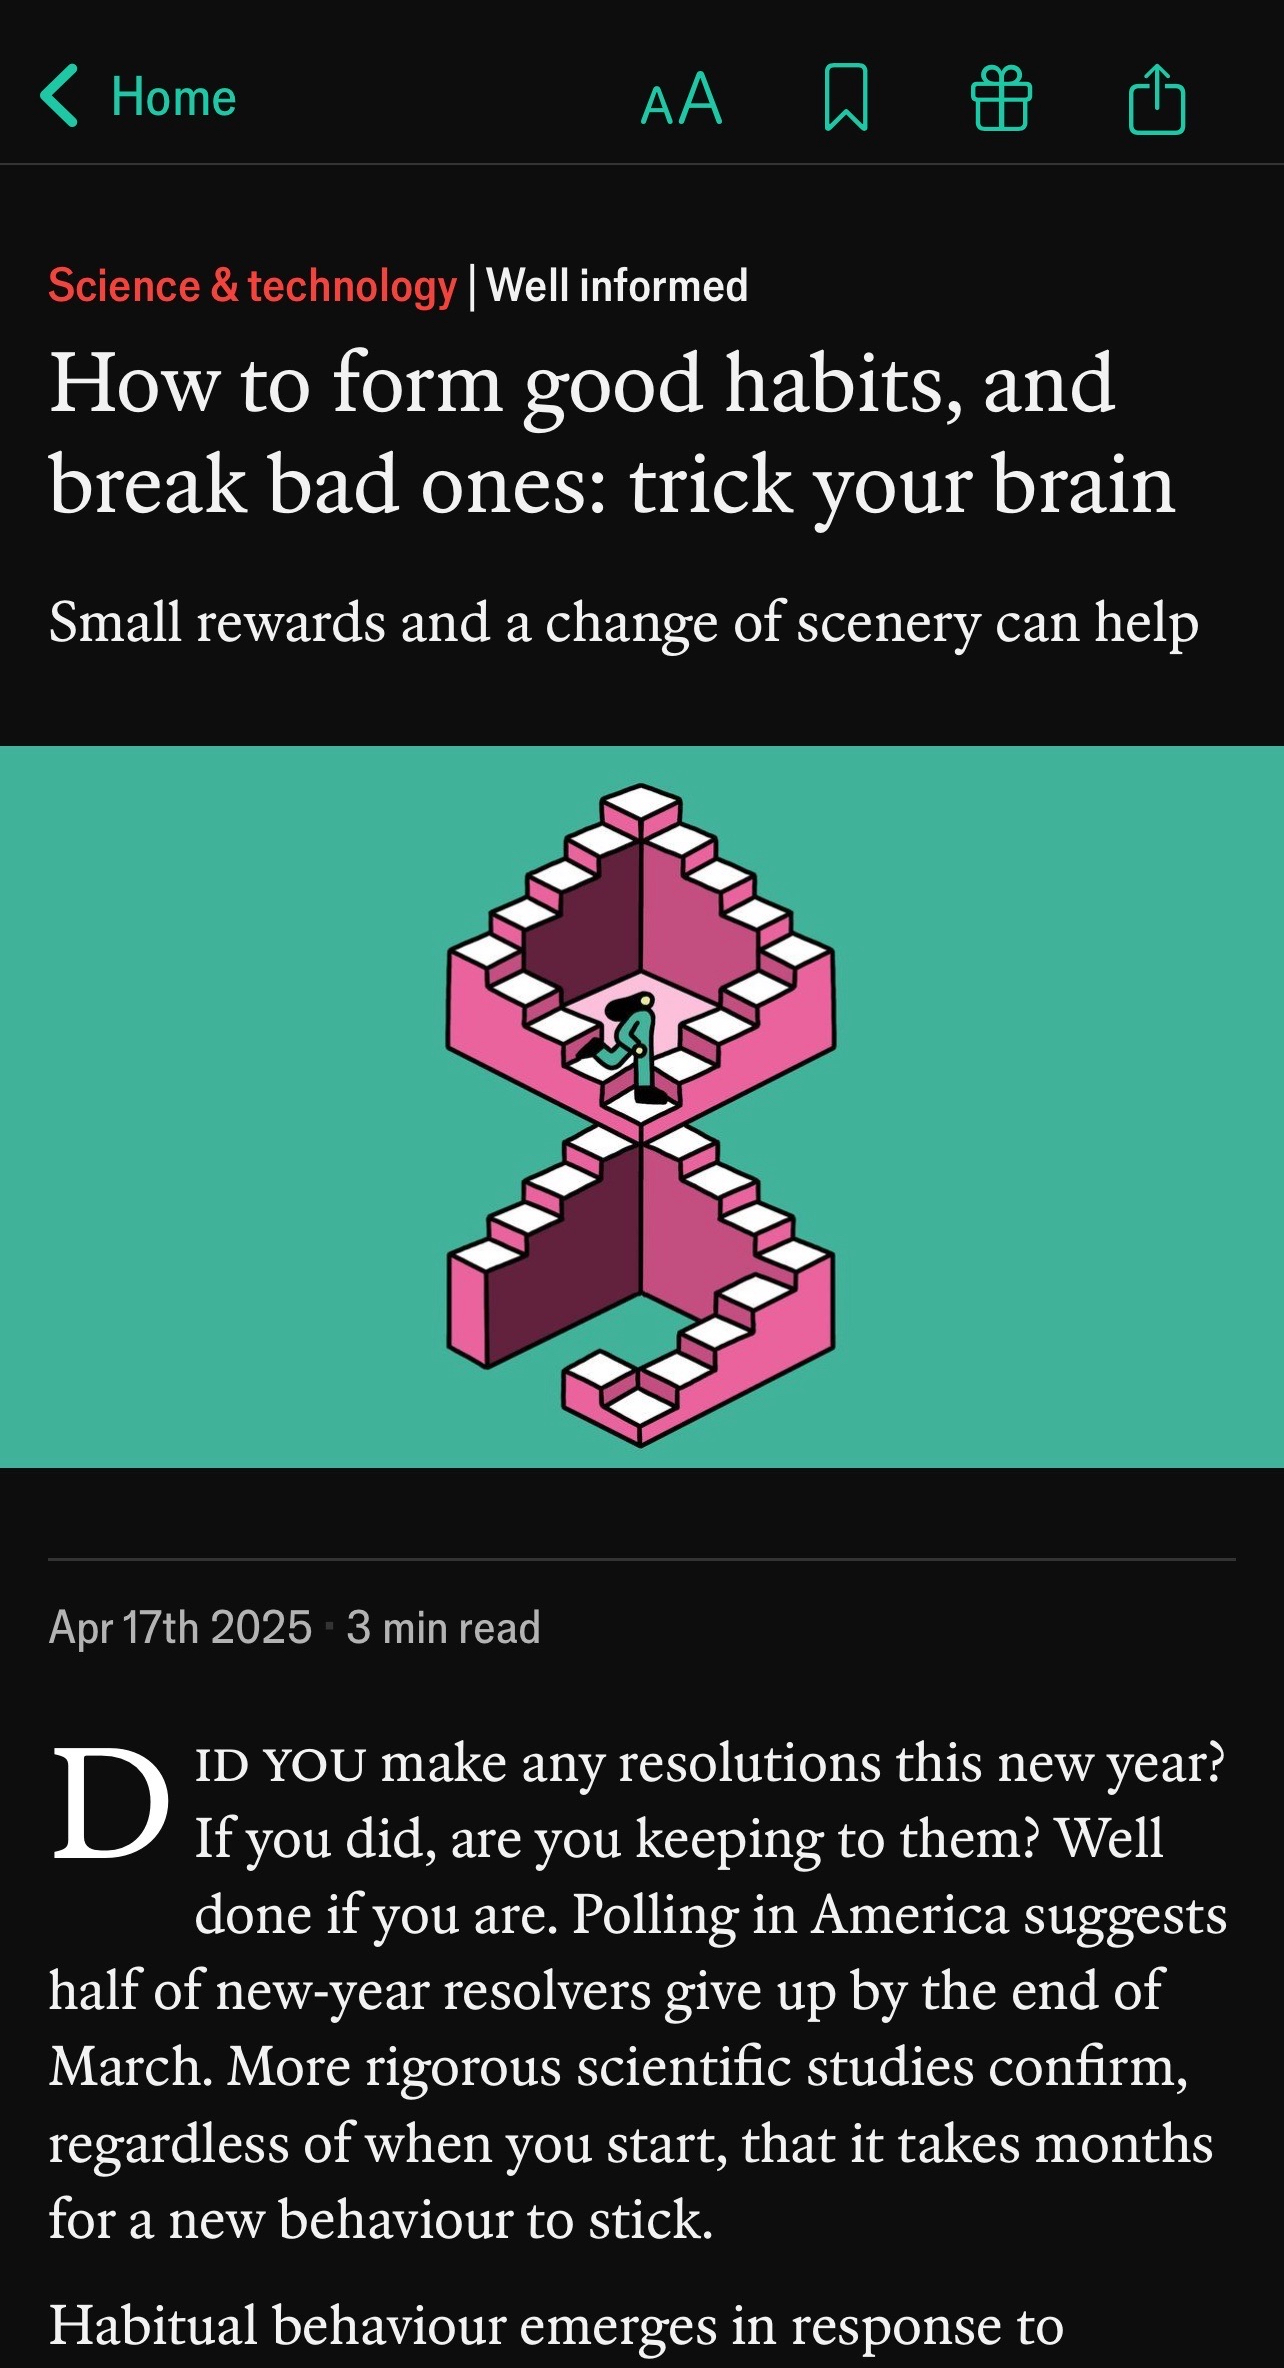 Home
AA
Science & technology | Well informed
How to form good habits, and
break bad ones: trick your brain
Small rewards and a change of scenery can help
Apr 17th 2025 · 3 min read
DID YOU make any resolutions this new year?
If you did, are you keeping to them? Well
done if you are. Polling in America suggests
half of new-year resolvers give up by the end of
March. More rigorous scientific studies confirm,
regardless of when you start, that it takes months
for a new behaviour to stick.
Habitual behaviour emerges in response to